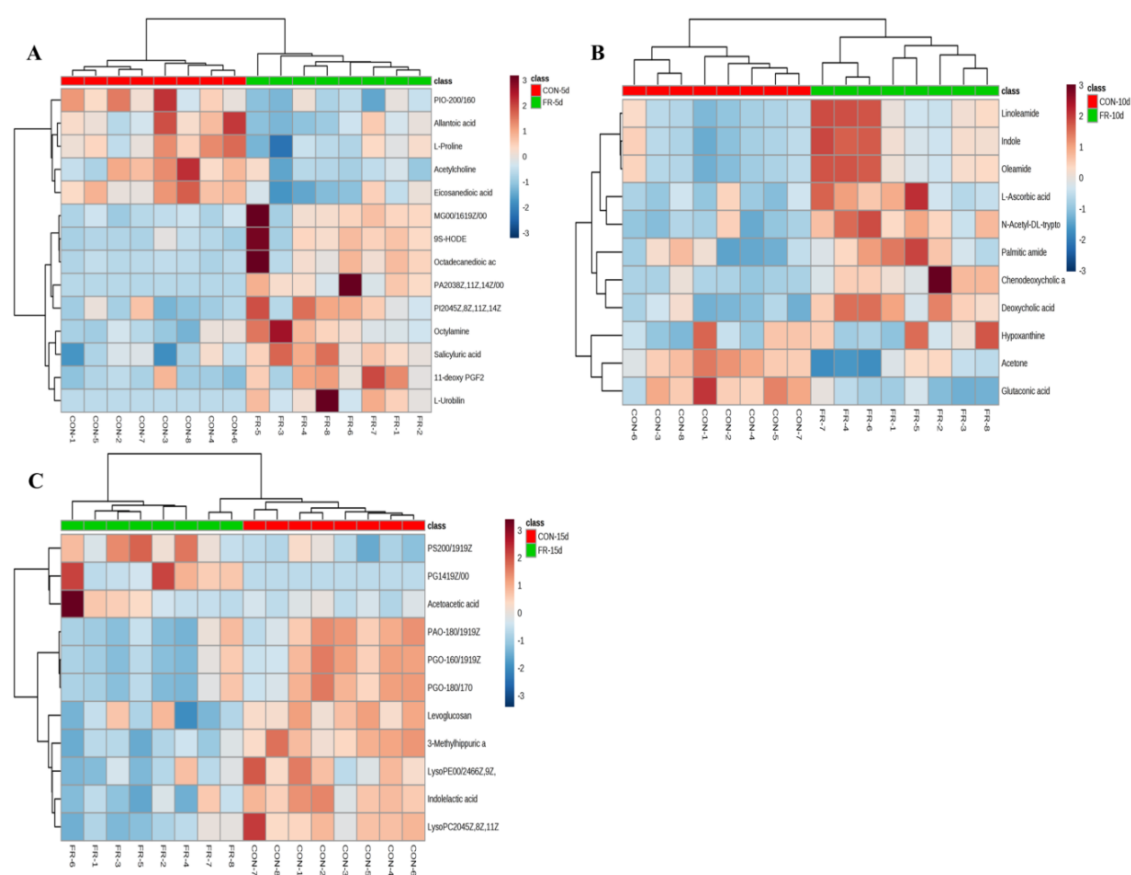 A
class
PIO-200/160
Allantoic acid
L-Proline
Acetylcholine
Eicosanedioic acid
MG00/1619Z/00
9S-HODE
Octadecanedioic ac
PA2038Z,11Z,14Z/00
PI2045Z,8Z,11Z,14Z
Octylamine
Salicyluric acid
11-deoxy PGF2
L-Urobilin
CON-1
CON-5
CON-2
CON-7
CON-3
CON-8
CON-4
CON-6
FR-5
FR-3
FR-4
FR-8
FR-6
FR-7
FR-1
FR-2
3
2
1
0
-1
-2
-3
class
CON-5d
FR-5d
B
class
Linoleamide
Indole
Oleamide
L-Ascorbic acid
N-Acetyl-DL-trypto
Palmitic amide
Chenodeoxycholic a
Deoxycholic acid
Hypoxanthine
Acetone
Glutaconic acid
CON-6
CON-3
CON-8
CON-1
CON-2
CON-4
CON-5
CON-7
FR-7
FR-4
FR-6
FR-1
FR-5
FR-2
FR-3
FR-8
3
2
1
0
-1
-2
-3
class
CON-10d
FR-10d
C
class
PS200/1919Z
PG1419Z/00
Acetoacetic acid
PAO-180/1919Z
PGO-160/1919Z
PGO-180/170
Levoglucosan
3-Methylhippuric a
LysoPE00/2466Z,9Z,
Indolelactic acid
LysoPC2045Z,8Z,11Z
FR-6
FR-1
FR-3
FR-5
FR-2
FR-4
FR-7
FR-8
CON-7
CON-8
CON-1
CON-2
CON-3
CON-5
CON-4
CON-6
3
2
1
0
-1
-2
-3
class
CON-15d
FR-15d